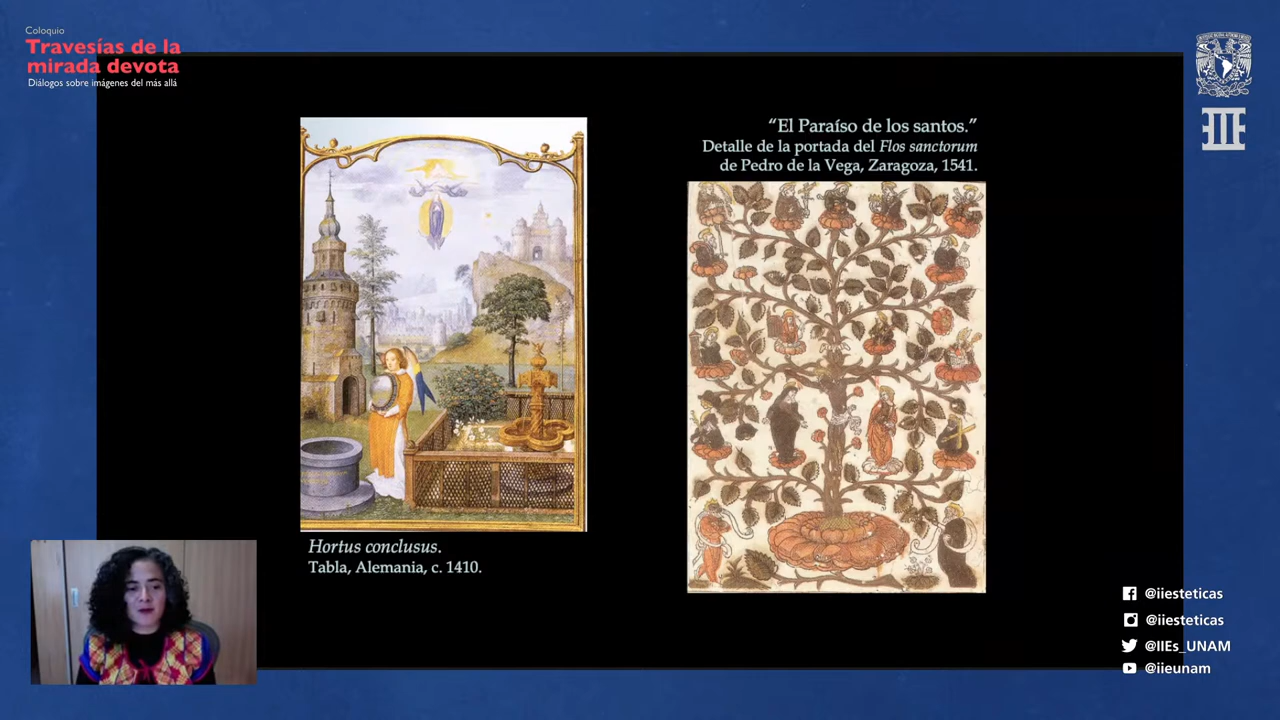 Coloquio
Travesías de la
mirada devota
Diálogos sobre imágenes del más allá
“El Paraíso de los santos.”
Detalle de la portada del Flos sanctorum
de Pedro de la Vega, Zaragoza, 1541.
Hortus conclusus.
Tabla, Alemania, c. 1410.
@iiesteticas
@iiesteticas
@IIEs_UNAM
@iieunam